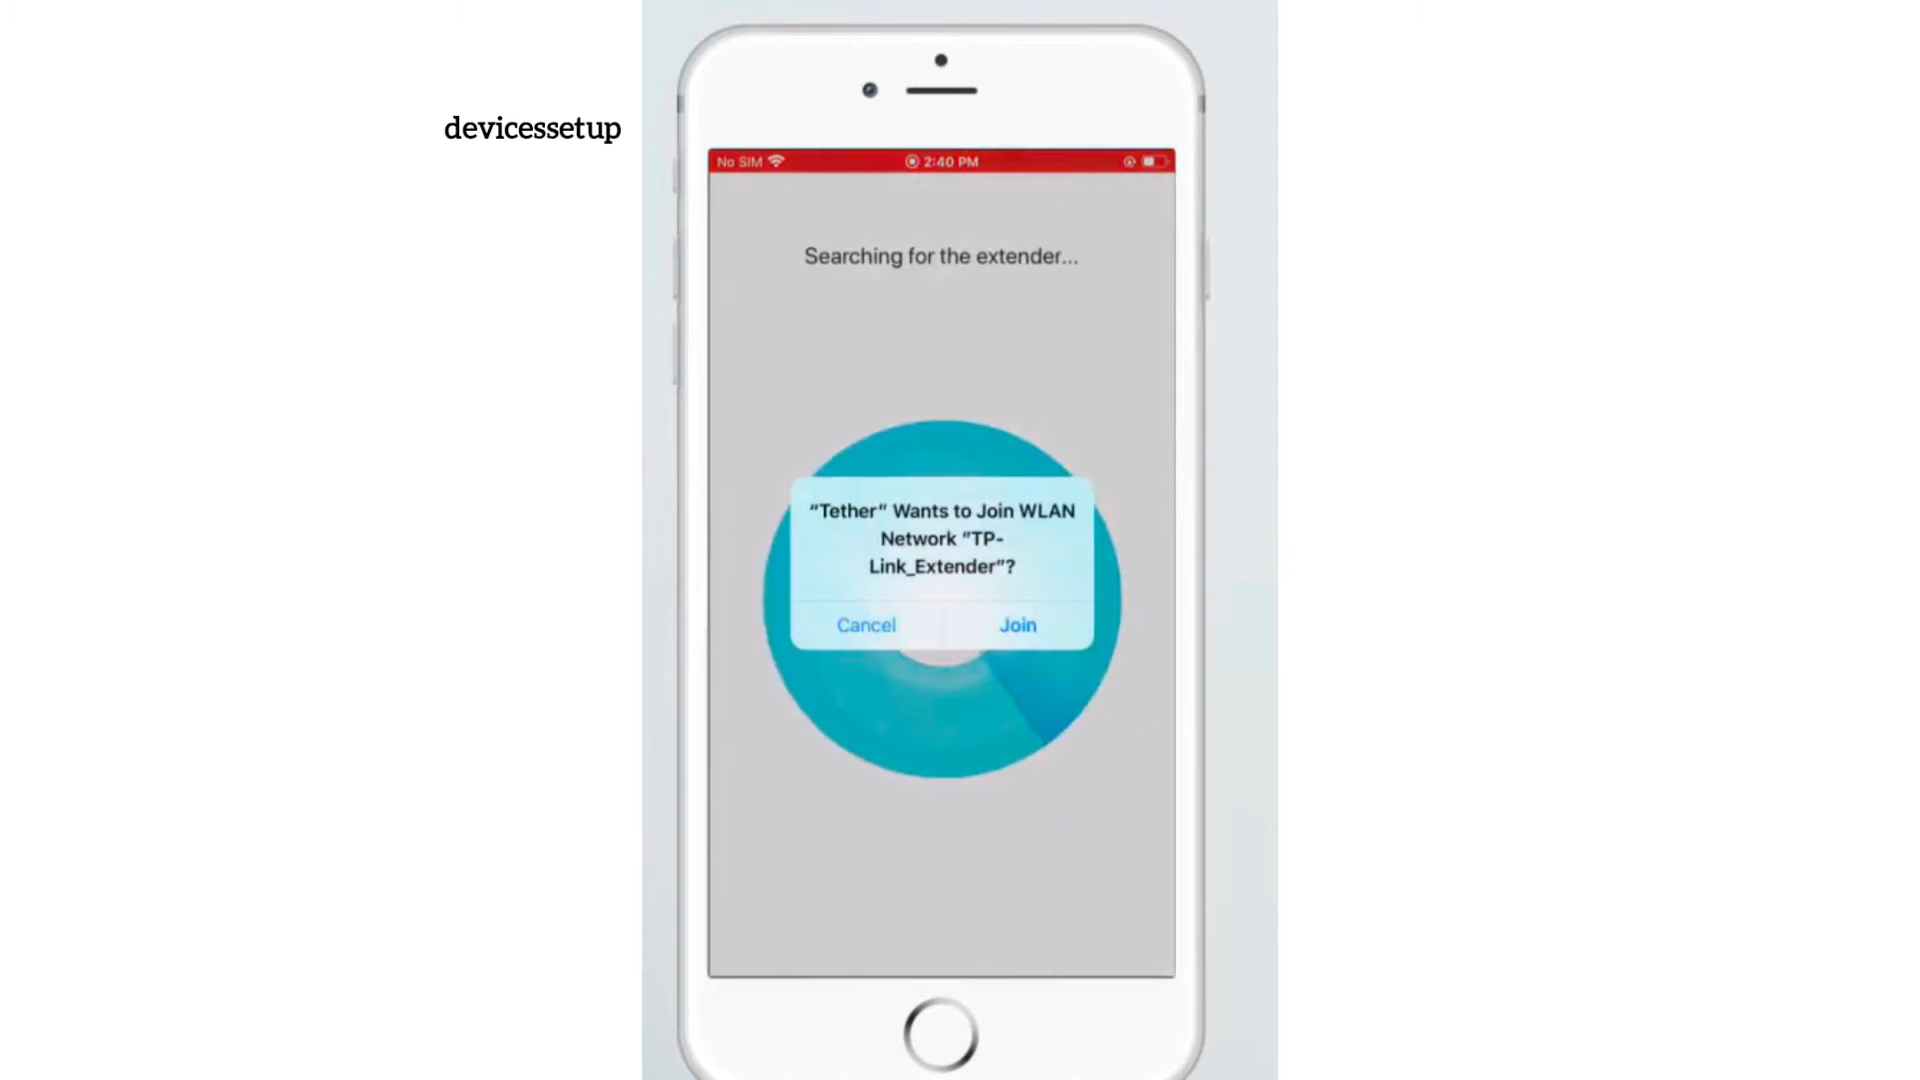 devicessetup
No SIM 2:40 PM
Searching for the extender...
"Tether" Wants to Join WLAN
Network "TP-
Link_Extender"?
Cancel Join